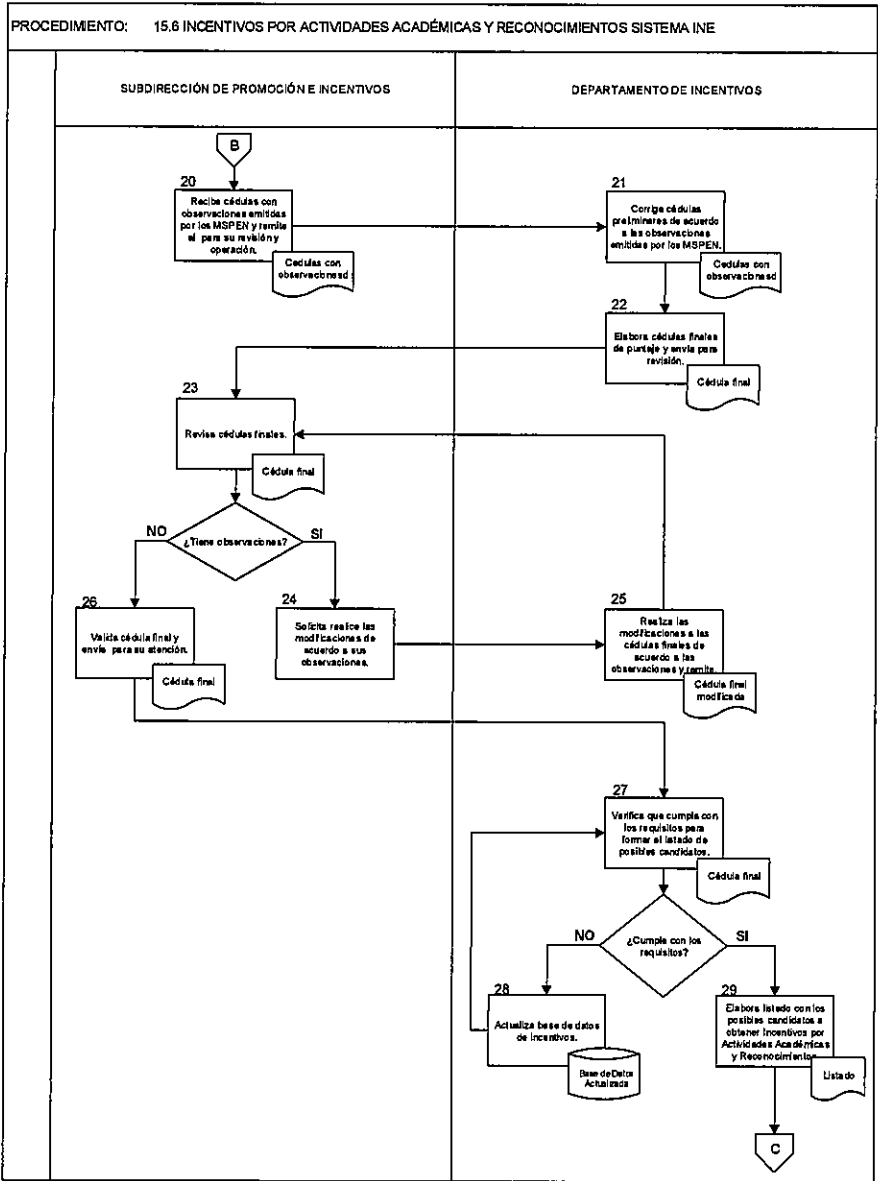 PROCEDIMIENTO: 15.6 INCENTIVOS POR ACTIVIDADES ACADÉMICAS Y RECONOCIMIENTOS SISTEMA INE
SUBDIRECCIÓN DE PROMOCIÓN E INCENTIVOS
DEPARTAMENTO DE INCENTIVOS
B
20
Recibe cédulas con
observaciones emitidas
por los MSPEN y remite
el para su revisión y
operación.
Cedulas con
observacionesd
21
Corrige cédulas
preliminares de acuerdo
a las observaciones
emitidas por los MSPEN.
Cedulas con
observacionesd
22
Elabora cédulas finales
de puntaje y envía para
revisión.
Cédula final
23
Revisa cédulas finales.
Cédula final
¿Tiene observaciones?
NO
SI
26
Valida cédula final y
envía para su atención.
Cédula final
24
Solicita realice las
modificaciones de
acuerdo a sus
observaciones.
25
Realiza las
modificaciones a las
cédulas finales de
acuerdo a las
observaciones y remite.
Cédula final
modificada
27
Verifica que cumpla con
los requisitos para
formar el listado de
posibles candidatos.
Cédula final
¿Cumple con los
requisitos?
NO
SI
28
Actualiza base de datos
de Incentivos.
Base de Datos
Actualizada
29
Elabora listado con los
posibles candidatos a
obtener Incentivos por
Actividades Académicas
y Reconocimientos.
Listado
C